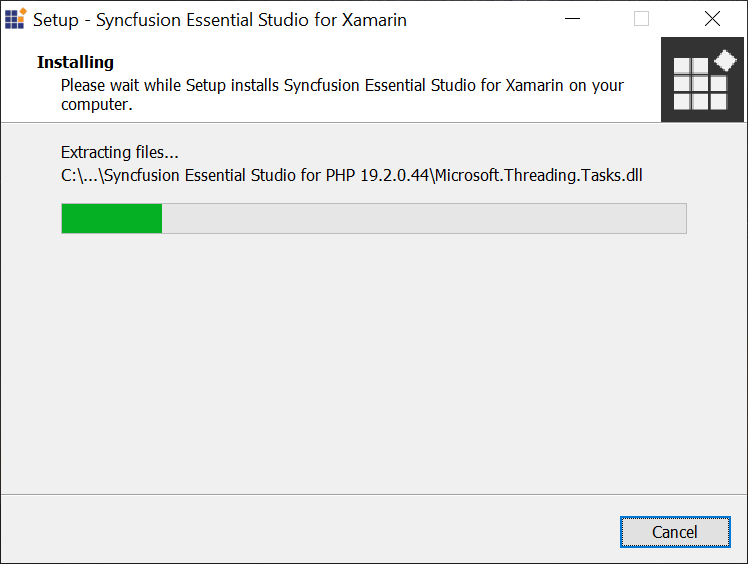 Setup - Syncfusion Essential Studio for Xamarin
Installing
Please wait while Setup installs Syncfusion Essential Studio for Xamarin on your
computer.
Extracting files...
C:\...\Syncfusion Essential Studio for PHP 19.2.0.44\Microsoft.Threading.Tasks.dll
Cancel